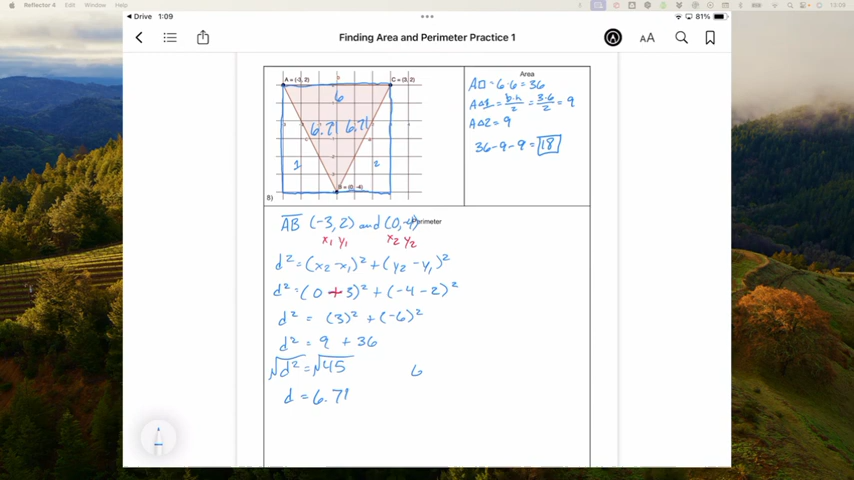 Reflector 4 Edit Window Help
13:09
Drive 1:09
81%
Finding Area and Perimeter Practice 1
AA
A = (-3, 2)
C = (3, 2)
6
6.71 6.71
1
2
B = (0, -4)
8)
Area
A□ = 6·6 = 36
A△1 = b·h/2 = 3·6/2 = 9
A△2 = 9
36-9-9 = 18
Perimeter
AB (-3, 2) and (0, -4)
x1 y1 x2 y2
d² = (x2-x1)² + (y2-y1)²
d² = (0 + 3)² + (-4 - 2)²
d² = (3)² + (-6)²
d² = 9 + 36
√d² = √45
6
d = 6.71